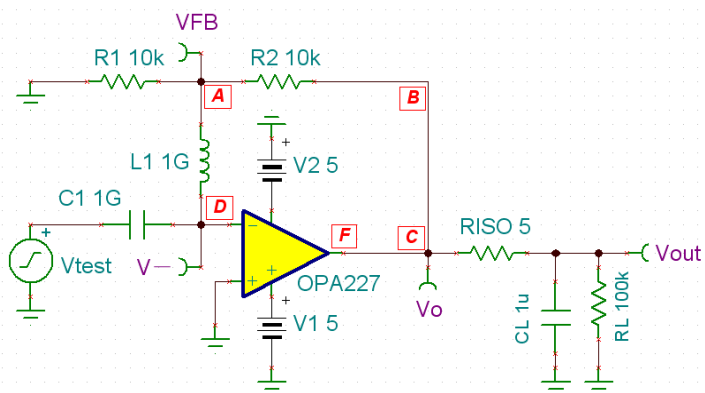 VFB
R1 10k
R2 10k
A
B
L1 1G
V2 5
+
C1 1G
D
RISO 5
F
C
+
−
Vtest
V−
+
+
OPA227
Vout
Vo
+
V1 5
CL 1u
RL 100k